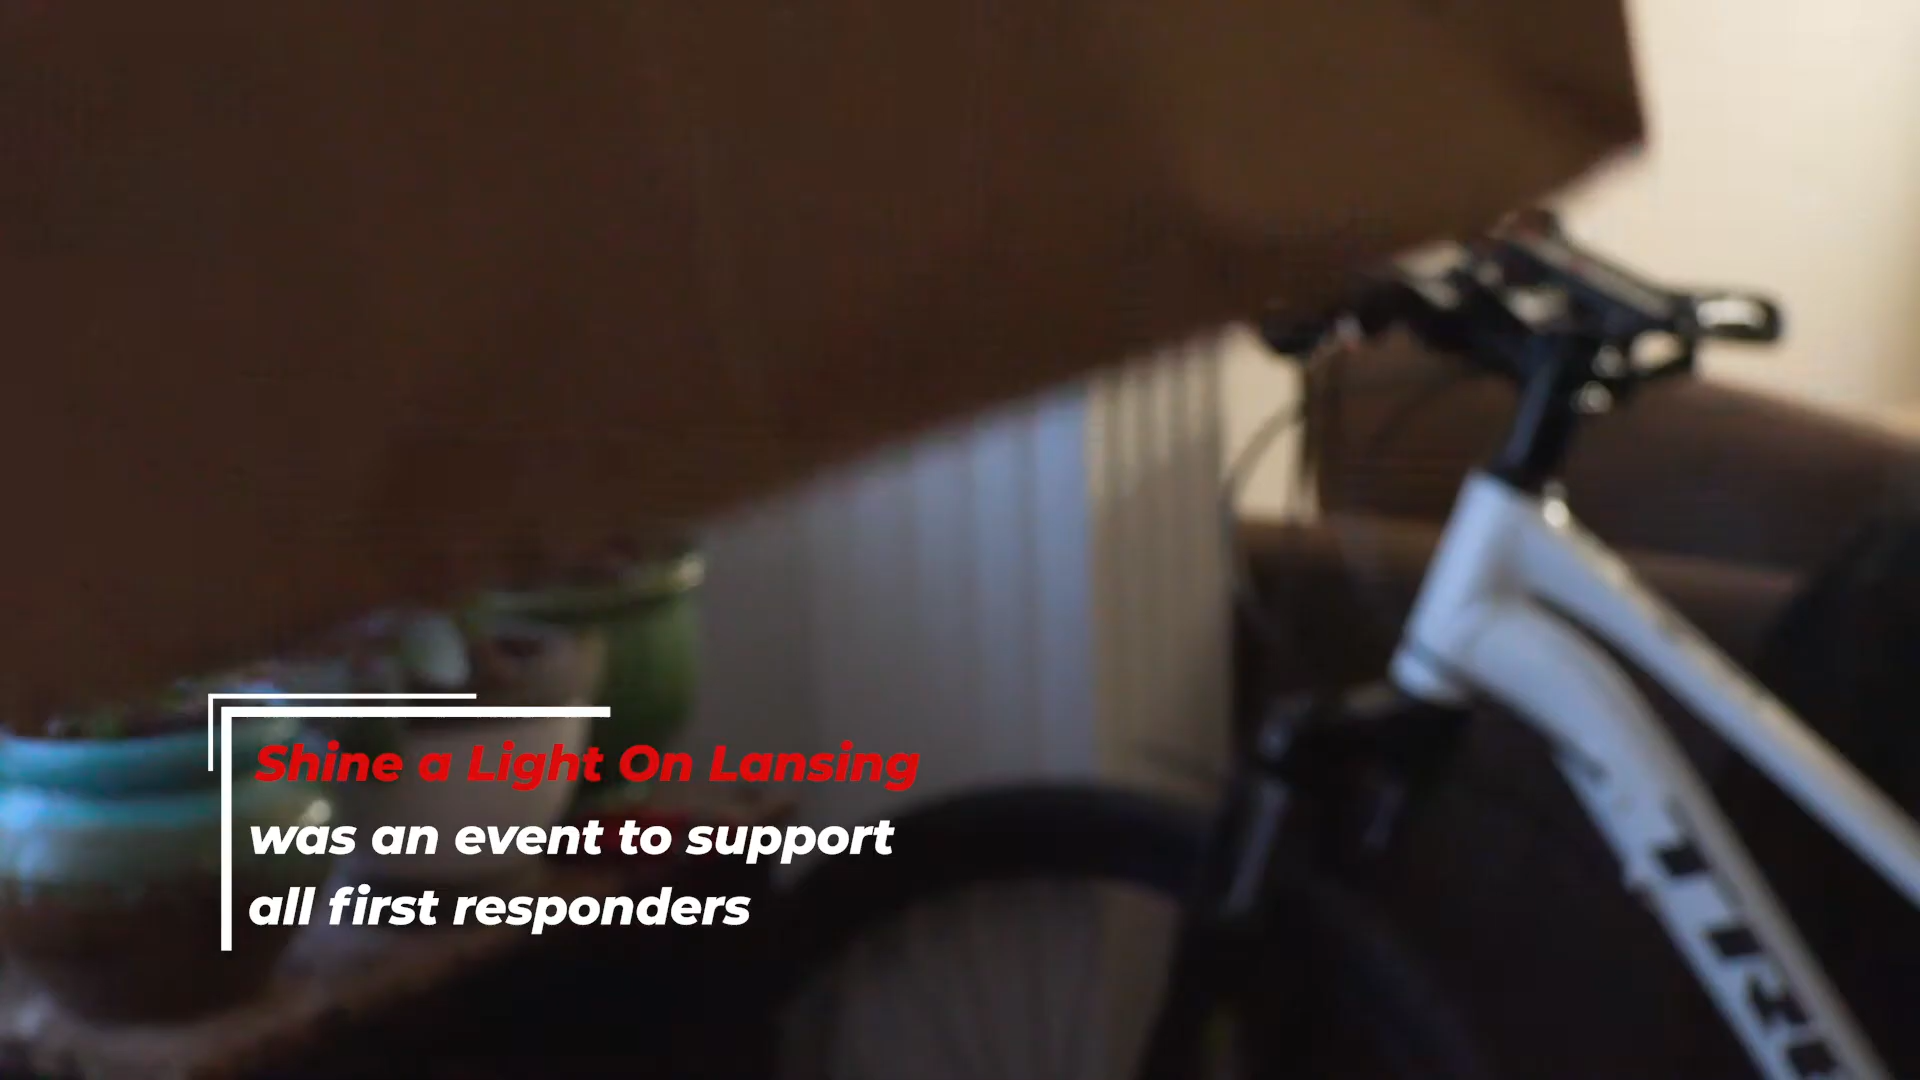 Shine a Light On Lansing
was an event to support
all first responders